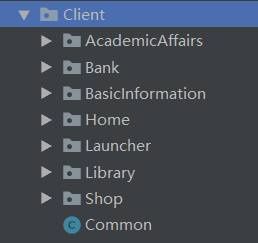 Client
AcademicAffairs
Bank
BasicInformation
Home
Launcher
Library
Shop
C Common